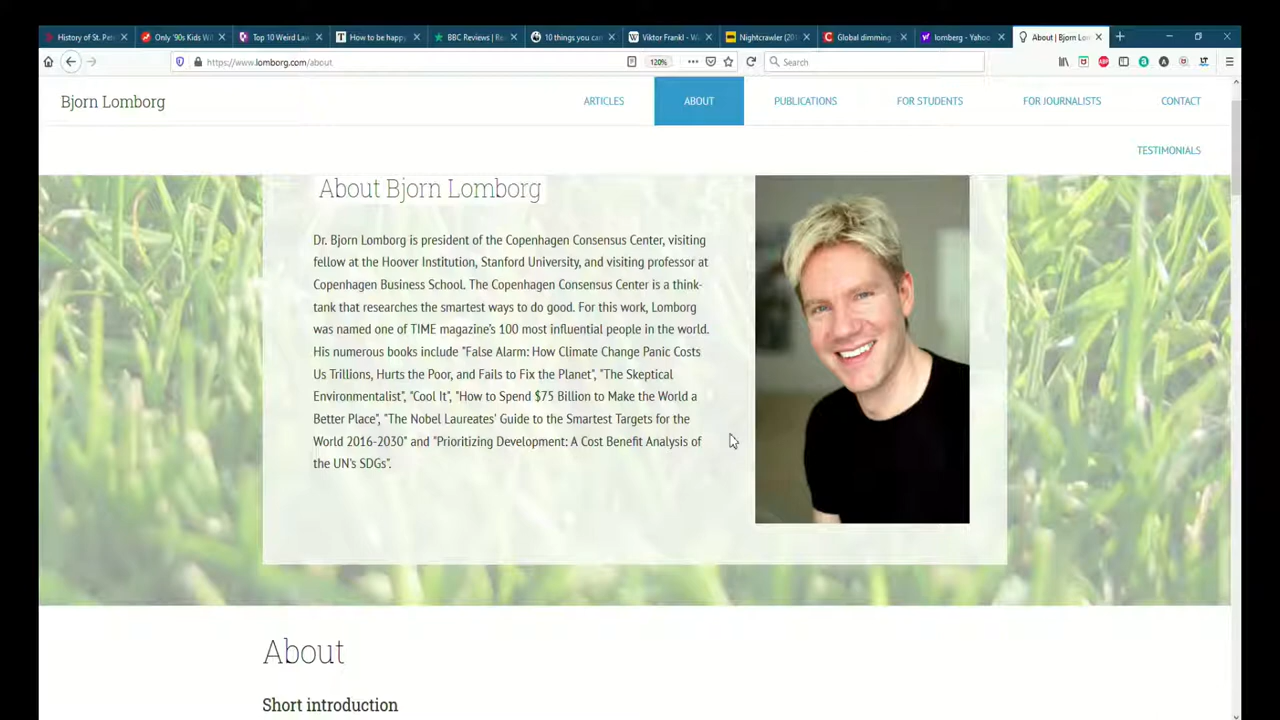 History of St. Pete
Only '90s Kids Wi
Top 10 Weird Law
How to be happy
BBC Reviews | Re
10 things you can
Viktor Frankl - W
Nightcrawler (20
Global dimming
lomberg - Yahoo
About | Bjorn Lom
https://www.lomborg.com/about
120%
Search
Bjorn Lomborg
ARTICLES
ABOUT
PUBLICATIONS
FOR STUDENTS
FOR JOURNALISTS
CONTACT
TESTIMONIALS
About Bjorn Lomborg
Dr. Bjorn Lomborg is president of the Copenhagen Consensus Center, visiting
fellow at the Hoover Institution, Stanford University, and visiting professor at
Copenhagen Business School. The Copenhagen Consensus Center is a think-
tank that researches the smartest ways to do good. For this work, Lomborg
was named one of TIME magazine's 100 most influential people in the world.
His numerous books include "False Alarm: How Climate Change Panic Costs
Us Trillions, Hurts the Poor, and Fails to Fix the Planet", "The Skeptical
Environmentalist", "Cool It", "How to Spend $75 Billion to Make the World a
Better Place", "The Nobel Laureates' Guide to the Smartest Targets for the
World 2016-2030" and "Prioritizing Development: A Cost Benefit Analysis of
the UN's SDGs".
About
Short introduction